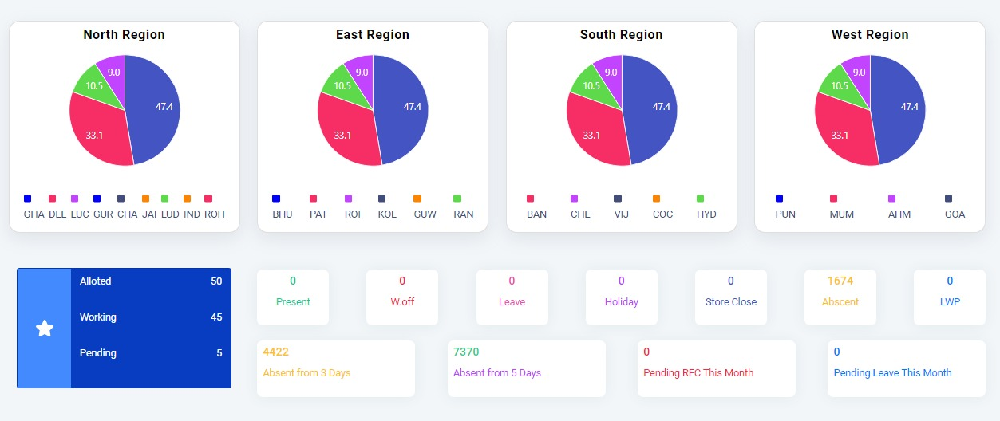 North Region
9.0
10.5
47.4
33.1
GHA DEL LUC GUR CHA JAI LUD IND ROH
East Region
9.0
10.5
47.4
33.1
BHU PAT ROI KOL GUW RAN
South Region
9.0
10.5
47.4
33.1
BAN CHE VIJ COC HYD
West Region
9.0
10.5
47.4
33.1
PUN MUM AHM GOA
Alloted 50
Working 45
Pending 5
0
Present
0
W.off
0
Leave
0
Holiday
0
Store Close
1674
Abscent
0
LWP
4422
Absent from 3 Days
7370
Absent from 5 Days
0
Pending RFC This Month
0
Pending Leave This Month